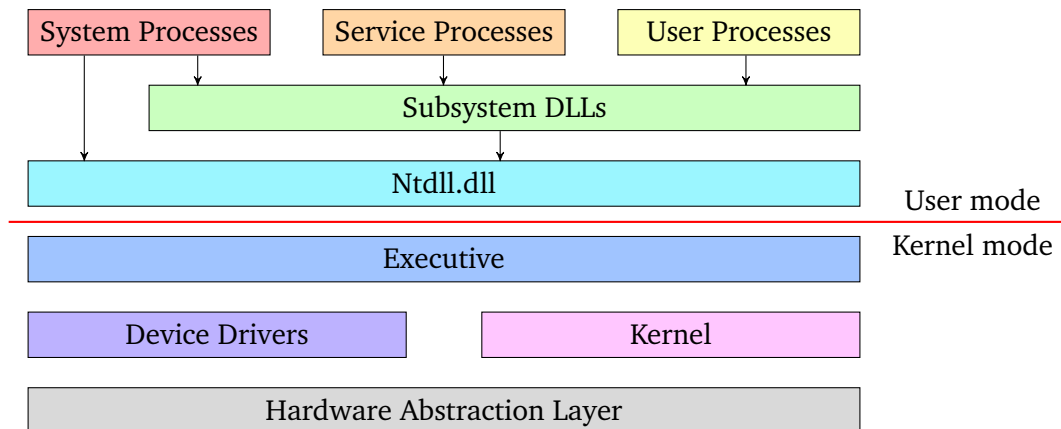 System Processes
Service Processes
User Processes
Subsystem DLLs
Ntdll.dll
User mode
Kernel mode
Executive
Device Drivers
Kernel
Hardware Abstraction Layer